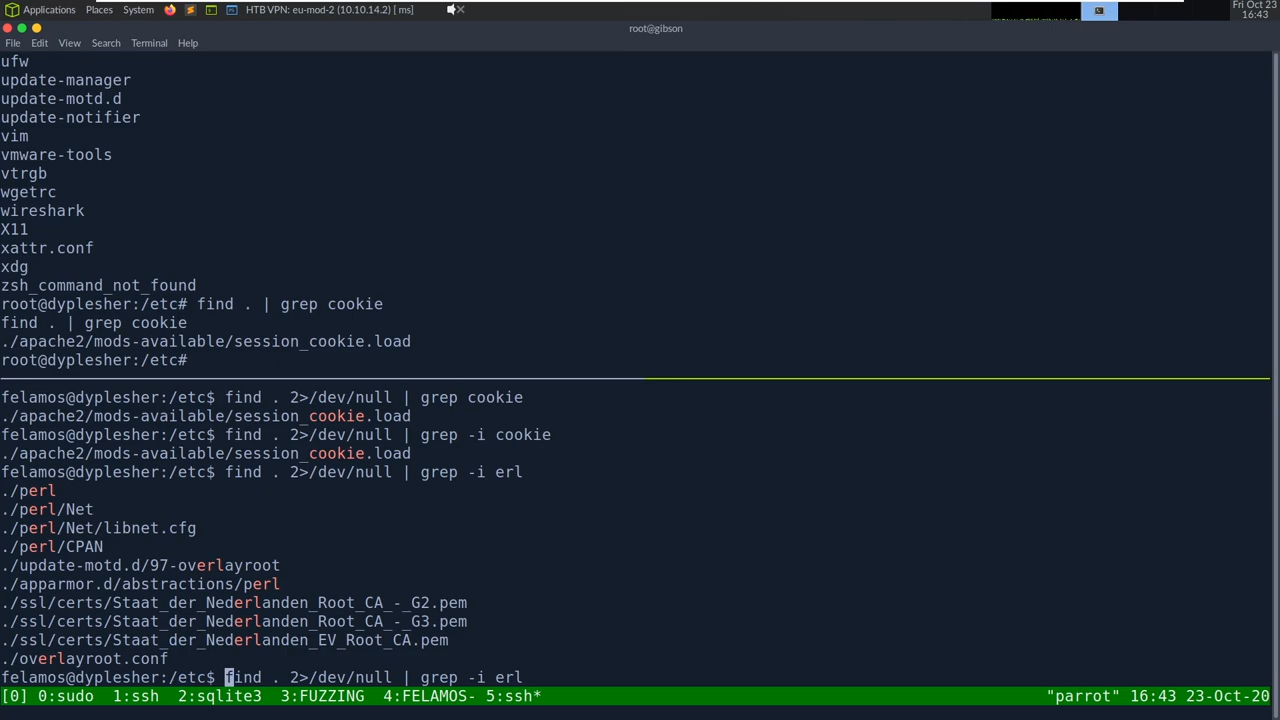 Applications Places System HTB VPN: eu-mod-2 (10.10.14.2) [ ms]
Fri Oct 23
16:43
root@gibson
File Edit View Search Terminal Help
ufw
update-manager
update-motd.d
update-notifier
vim
vmware-tools
vtrgb
wgetrc
wireshark
X11
xattr.conf
xdg
zsh_command_not_found
root@dyplesher:/etc# find . | grep cookie
find . | grep cookie
./apache2/mods-available/session_cookie.load
root@dyplesher:/etc#
felamos@dyplesher:/etc$ find . 2>/dev/null | grep cookie
./apache2/mods-available/session_cookie.load
felamos@dyplesher:/etc$ find . 2>/dev/null | grep -i cookie
./apache2/mods-available/session_cookie.load
felamos@dyplesher:/etc$ find . 2>/dev/null | grep -i erl
./perl
./perl/Net
./perl/Net/libnet.cfg
./perl/CPAN
./update-motd.d/97-overlayroot
./apparmor.d/abstractions/perl
./ssl/certs/Staat_der_Nederlanden_Root_CA_-_G2.pem
./ssl/certs/Staat_der_Nederlanden_Root_CA_-_G3.pem
./ssl/certs/Staat_der_Nederlanden_EV_Root_CA.pem
./overlayroot.conf
felamos@dyplesher:/etc$ find . 2>/dev/null | grep -i erl
[0] 0:sudo 1:ssh 2:sqlite3 3:FUZZING 4:FELAMOS- 5:ssh* "parrot" 16:43 23-Oct-20